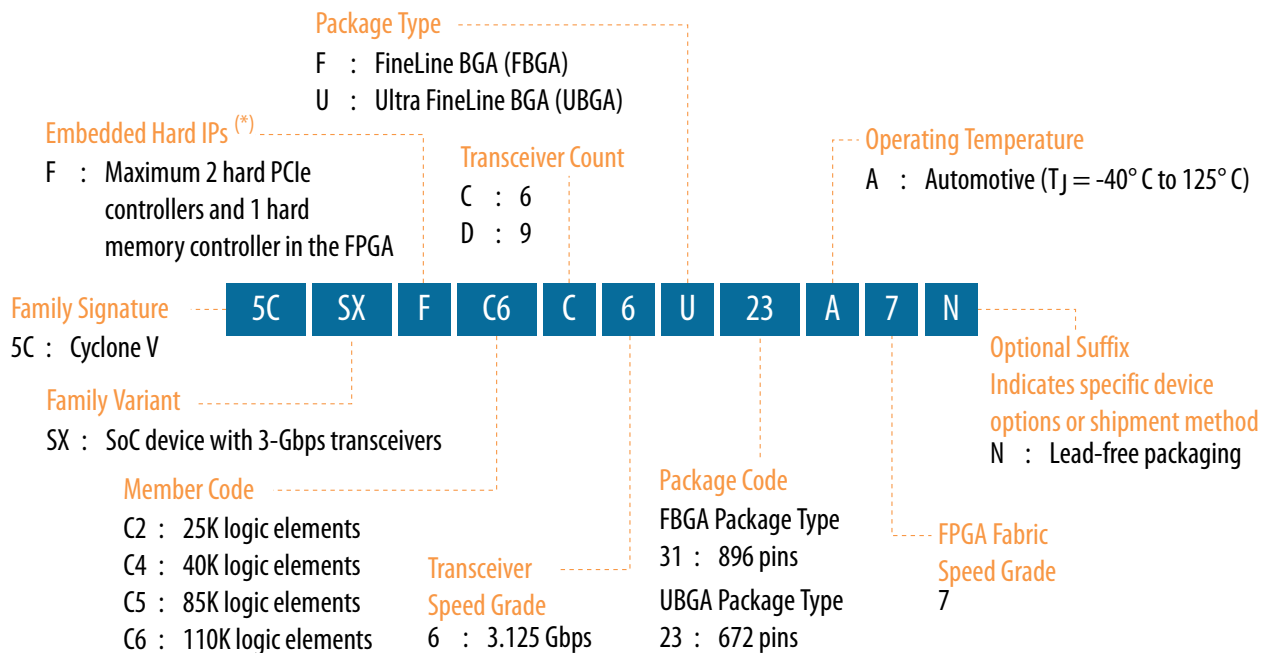 Package Type
F : FineLine BGA (FBGA)
U : Ultra FineLine BGA (UBGA)
Embedded Hard IPs (*)
F : Maximum 2 hard PCIe
controllers and 1 hard
memory controller in the FPGA
Transceiver Count
C : 6
D : 9
Operating Temperature
A : Automotive (TJ = -40° C to 125° C)
Family Signature
5C : Cyclone V
5C SX F C6 C 6 U 23 A 7 N
Family Variant
SX : SoC device with 3-Gbps transceivers
Member Code
C2 : 25K logic elements
C4 : 40K logic elements
C5 : 85K logic elements
C6 : 110K logic elements
Transceiver
Speed Grade
6 : 3.125 Gbps
Package Code
FBGA Package Type
31 : 896 pins
UBGA Package Type
23 : 672 pins
FPGA Fabric
Speed Grade
7
Optional Suffix
Indicates specific device
options or shipment method
N : Lead-free packaging